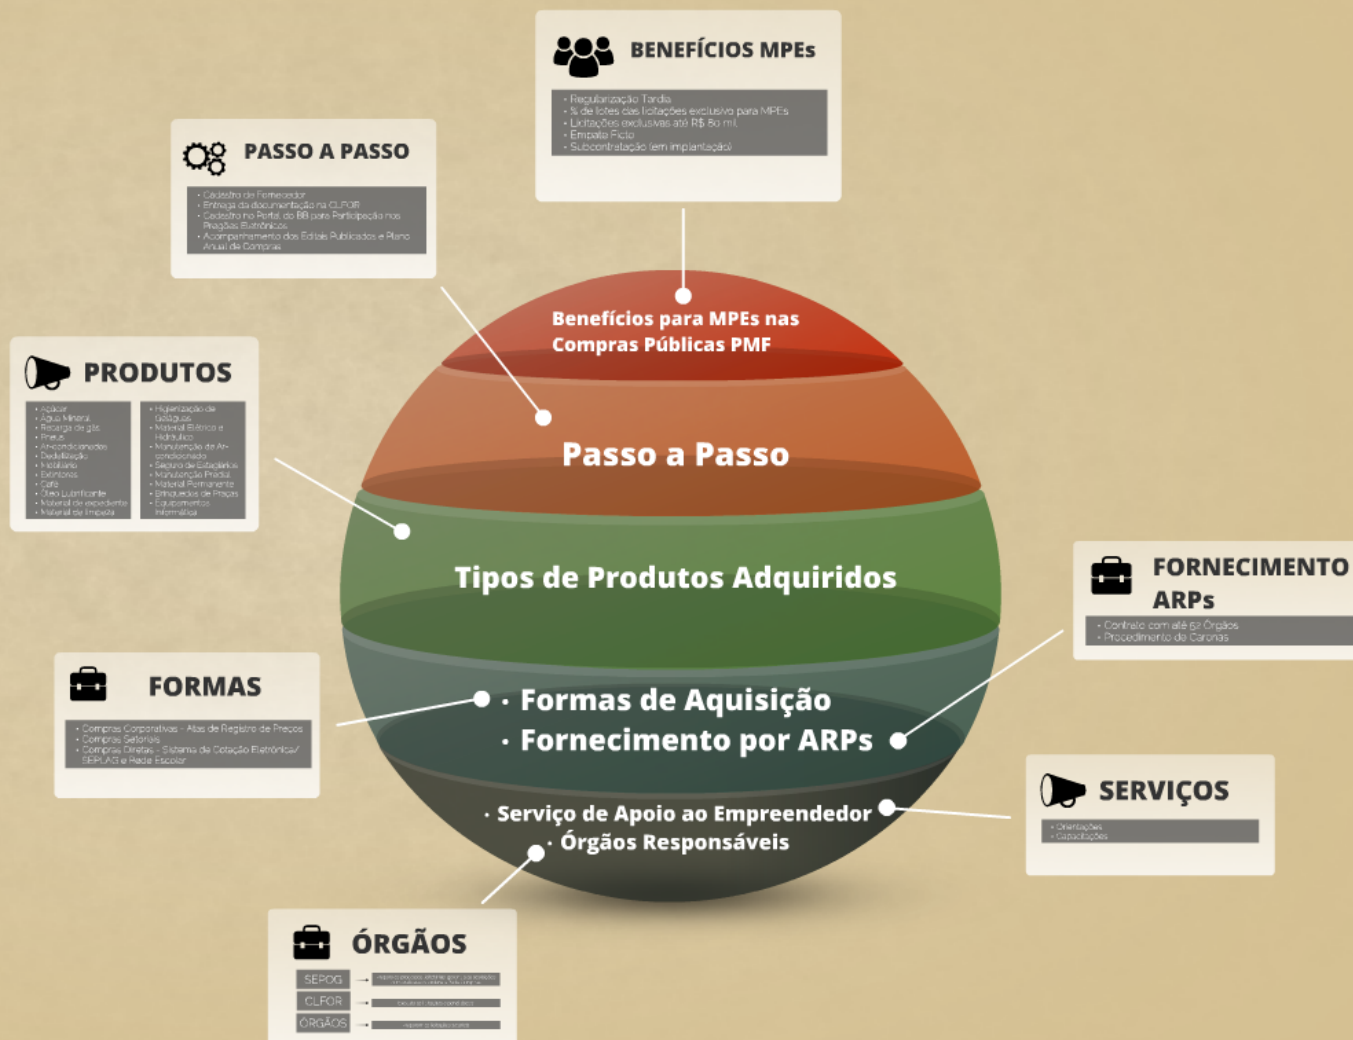 BENEFÍCIOS MPEs
• Regularização Tardia
• % de lotes das licitações exclusivo para MPEs
• Licitações exclusivas até R$ 80 mil
• Empate Ficto
• Subcontratação (em implantação)
PASSO A PASSO
• Cadastro de Fornecedor
• Entrega da documentação na CLFOR
• Cadastro no Portal do BB para Participação nos
Pregões Eletrônicos
• Acompanhamento dos Editais Publicados e Plano
Anual de Compras
Benefícios para MPEs nas
Compras Públicas PMF
PRODUTOS
• Açúcar
• Água Mineral
• Recarga de gás
• Pneus
• Ar-condicionados
• Dedetização
• Mobiliário
• Extintores
• Café
• Óleo Lubrificante
• Material de expediente
• Material de limpeza
• Higienização de
Gelágua
• Material Elétrico e
Hidráulico
• Manutenção de Ar-
condicionado
• Seguro de Estagiários
• Manutenção Predial
• Material Permanente
• Brinquedos de Praças
• Equipamentos
Informática
Passo a Passo
Tipos de Produtos Adquiridos
FORNECIMENTO
ARPs
• Contrato com até 52 Órgãos
• Procedimento de Caronas
FORMAS
• Compras Corporativas - Atas de Registro de Preços
• Compras Setoriais
• Compras Diretas - Sistema de Cotação Eletrônica/
SEPLAG e Rede Escolar
• Formas de Aquisição
• Fornecimento por ARPs
SERVIÇOS
• Orientações
• Capacitações
• Serviço de Apoio ao Empreendedor
• Órgãos Responsáveis
ÓRGÃOS
SEPOG
CLFOR
ÓRGÃOS